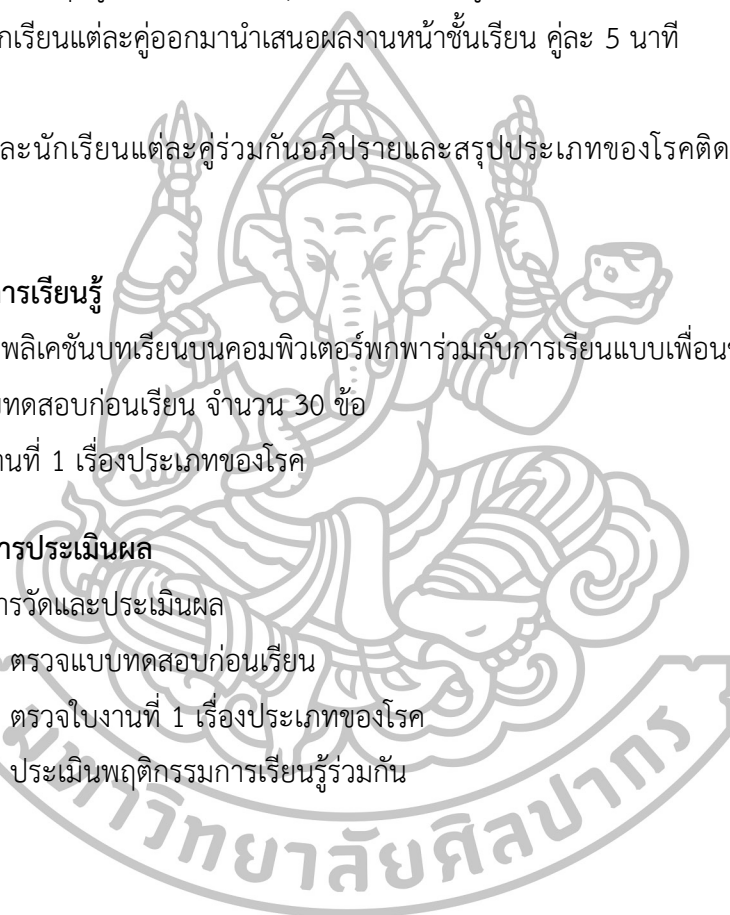 กเรียนแต่ละคู่ออกมานำเสนอผลงานหน้าชั้นเรียน คู่ละ 5 นาที
ละนักเรียนแต่ละคู่ร่วมกันอภิปรายและสรุปประเภทของโรคติด
การเรียนรู้
พลิเคชันบทเรียนบนคอมพิวเตอร์พกพาร่วมกับการเรียนแบบเพื่อน
ทดสอบก่อนเรียน จำนวน 30 ข้อ
านที่ 1 เรื่องประเภทของโรค
ารประเมินผล
ารวัดและประเมินผล
ตรวจแบบทดสอบก่อนเรียน
ตรวจใบงานที่ 1 เรื่องประเภทของโรค
ประเมินพฤติกรรมการเรียนรู้ร่วมกัน
มหาวิทยาลัยศิลปากร